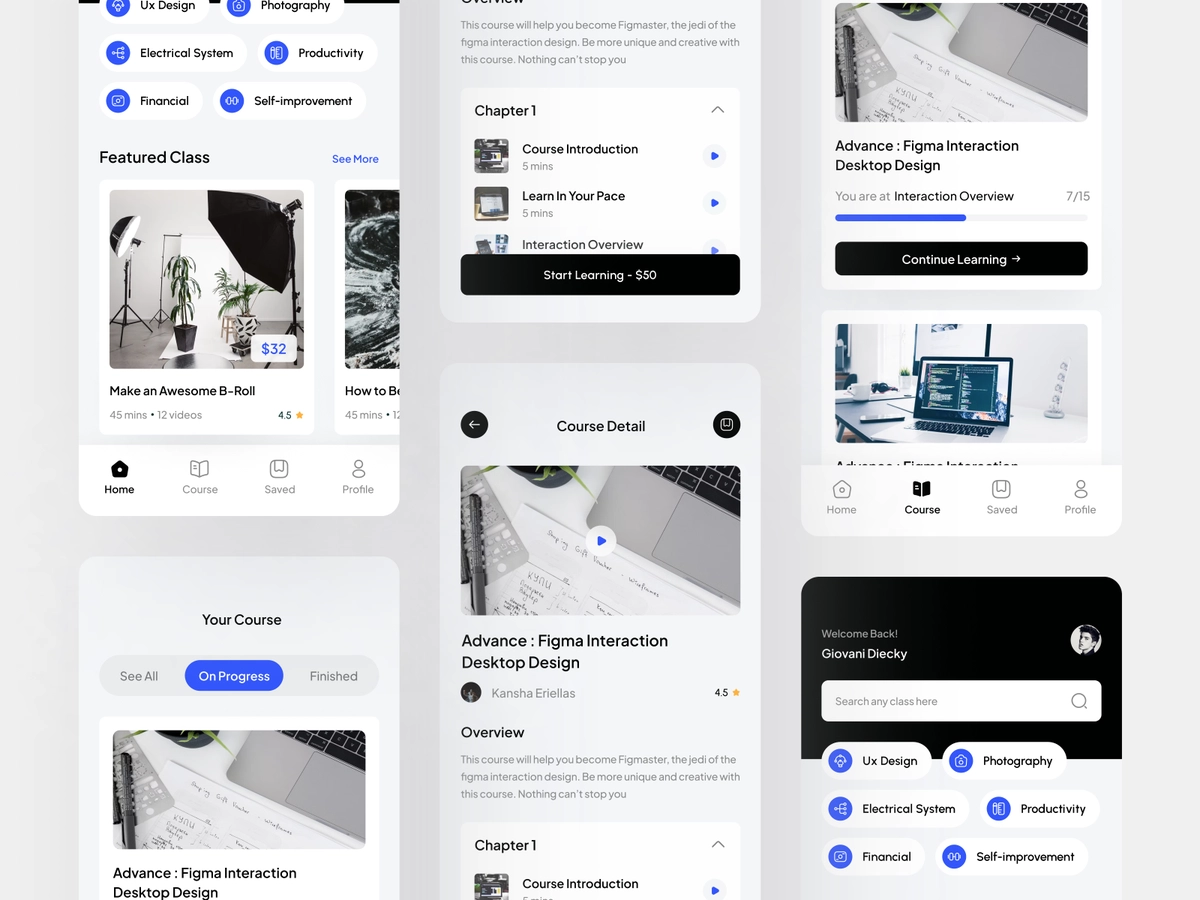 Ux Design
Photography
Electrical System
Productivity
Financial
Self-improvement
Featured Class
See More
$32
Make an Awesome B-Roll
45 mins • 12 videos
4.5
How to Be
45 mins • 12
Home
Course
Saved
Profile
Your Course
See All
On Progress
Finished
Advance : Figma Interaction
Desktop Design
Overview
This course will help you become Figmaster, the jedi of the
figma interaction design. Be more unique and creative with
this course. Nothing can't stop you
Chapter 1
Course Introduction
5 mins
Learn In Your Pace
5 mins
Interaction Overview
Start Learning - $50
Course Detail
Advance : Figma Interaction
Desktop Design
Kansha Eriellas
4.5
Overview
This course will help you become Figmaster, the jedi of the
figma interaction design. Be more unique and creative with
this course. Nothing can't stop you
Chapter 1
Course Introduction
5 mins
Advance : Figma Interaction
Desktop Design
You are at Interaction Overview
7/15
Continue Learning →
Advance : Figma Interaction
Home
Course
Saved
Profile
Welcome Back!
Giovani Diecky
Search any class here
Ux Design
Photography
Electrical System
Productivity
Financial
Self-improvement